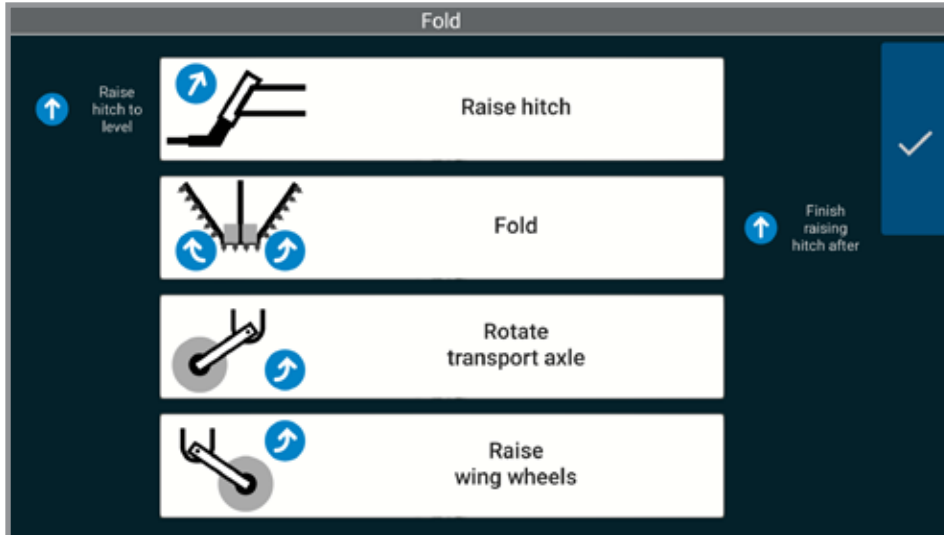 Fold
Raise
hitch to
level
Raise hitch
Fold
Finish
raising
hitch after
Rotate
transport axle
Raise
wing wheels